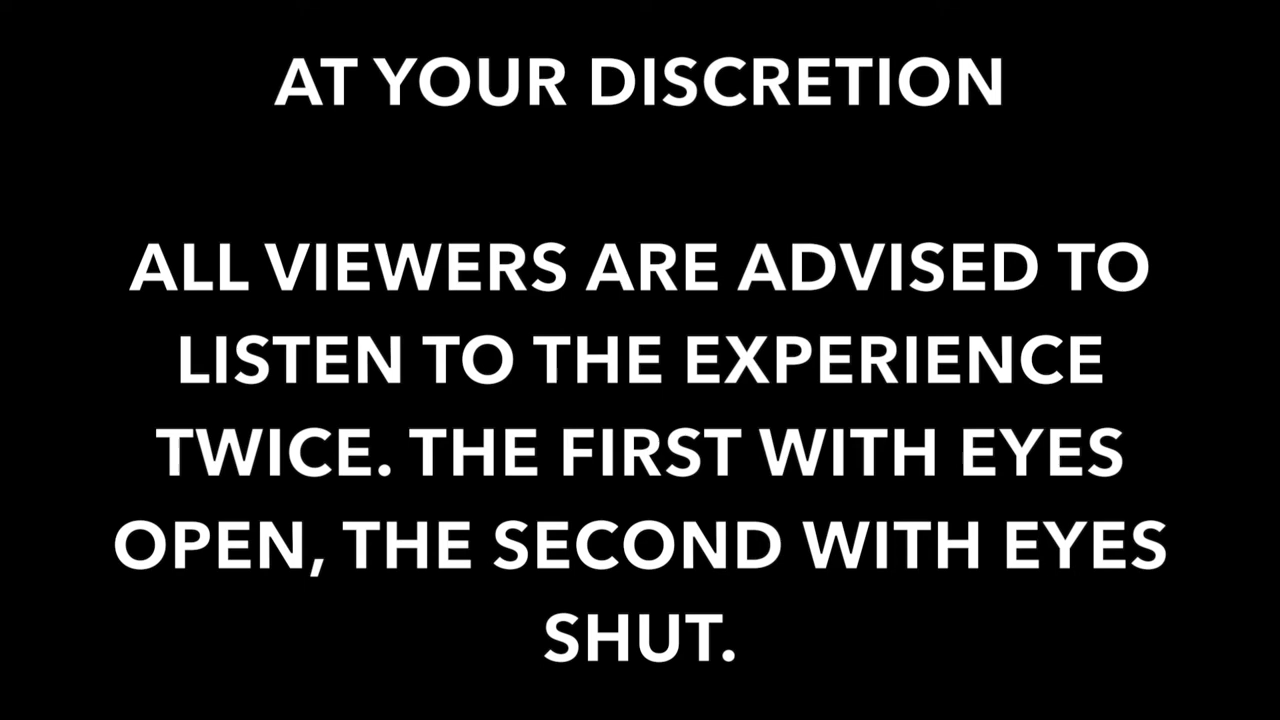 AT YOUR DISCRETION
ALL VIEWERS ARE ADVISED TO
LISTEN TO THE EXPERIENCE
TWICE. THE FIRST WITH EYES
OPEN, THE SECOND WITH EYES
SHUT.